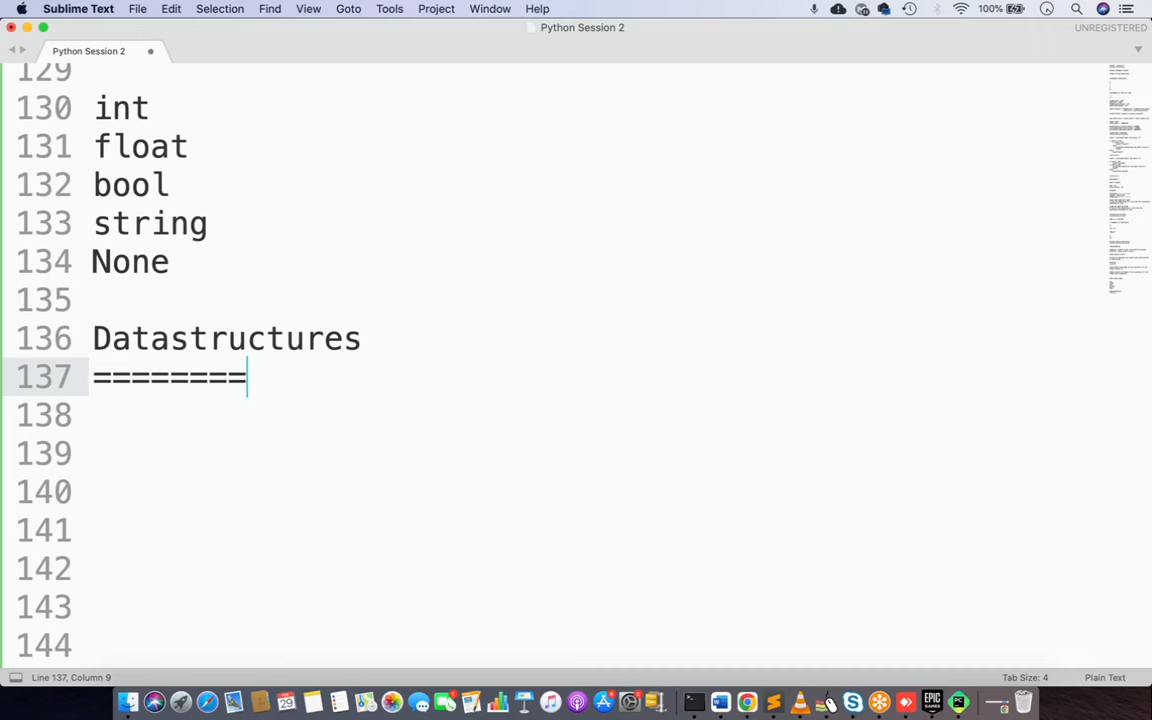 Sublime Text File Edit Selection Find View Goto Tools Project Window Help 100%
Python Session 2
UNREGISTERED
Python Session 2
129
130 int
131 float
132 bool
133 string
134 None
135
136 Datastructures
137 ========
138
139
140
141
142
143
144
Line 137, Column 9 Tab Size: 4 Plain Text